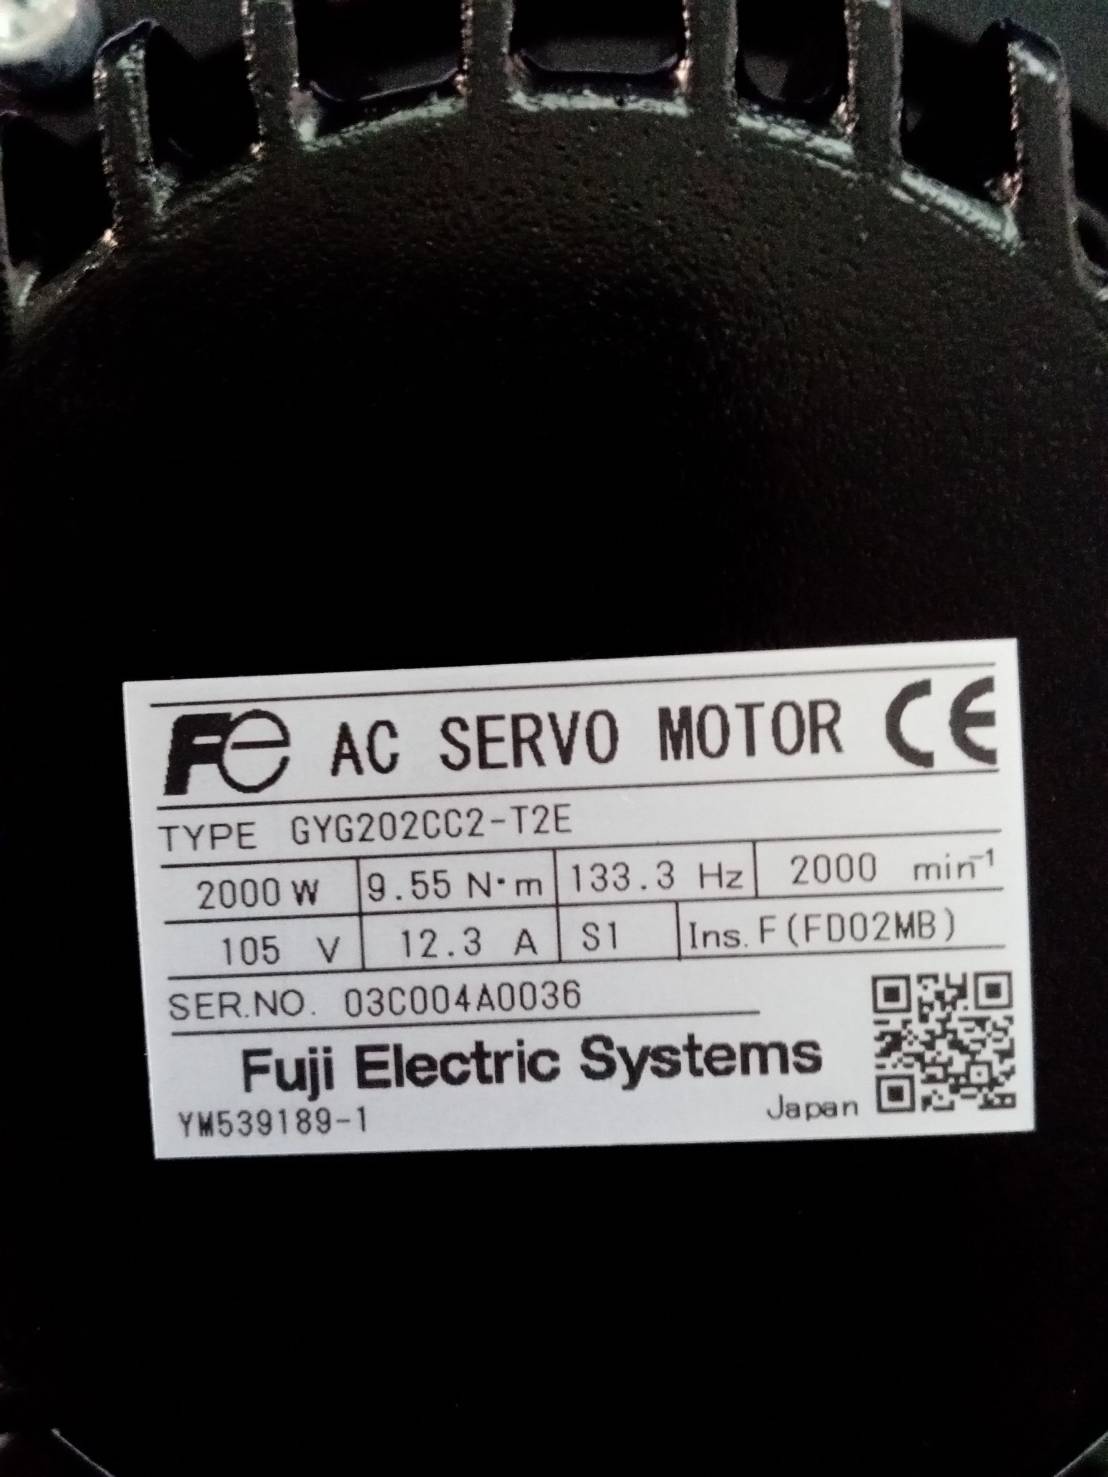 Fe AC SERVO MOTOR CE
TYPE GYG202CC2-T2E
2000 W 9.55 N·m 133.3 Hz 2000 min⁻¹
105 V 12.3 A S1 Ins. F (FD02MB)
SER.NO. 03C004A0036
Fuji Electric Systems
YM539189-1 Japan